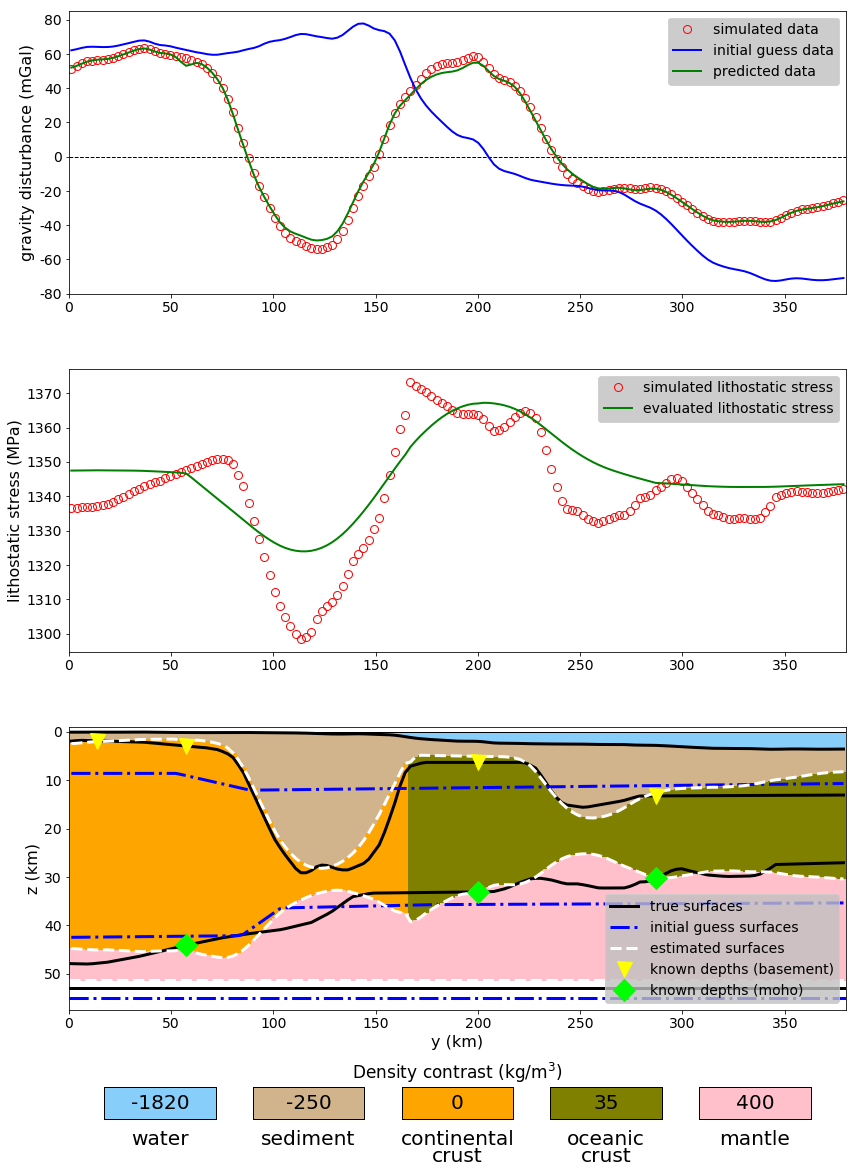 80
60
40
20
0
-20
-40
-60
-80
gravity disturbance (mGal)
simulated data
initial guess data
predicted data
0 50 100 150 200 250 300 350
1370
1360
1350
1340
1330
1320
1310
1300
lithostatic stress (MPa)
simulated lithostatic stress
evaluated lithostatic stress
0 50 100 150 200 250 300 350
0
10
20
30
40
50
z (km)
true surfaces
initial guess surfaces
estimated surfaces
known depths (basement)
known depths (moho)
0 50 100 150 200 250 300 350
y (km)
Density contrast (kg/m³)
-1820 -250 0 35 400
water sediment continental oceanic mantle
crust crust